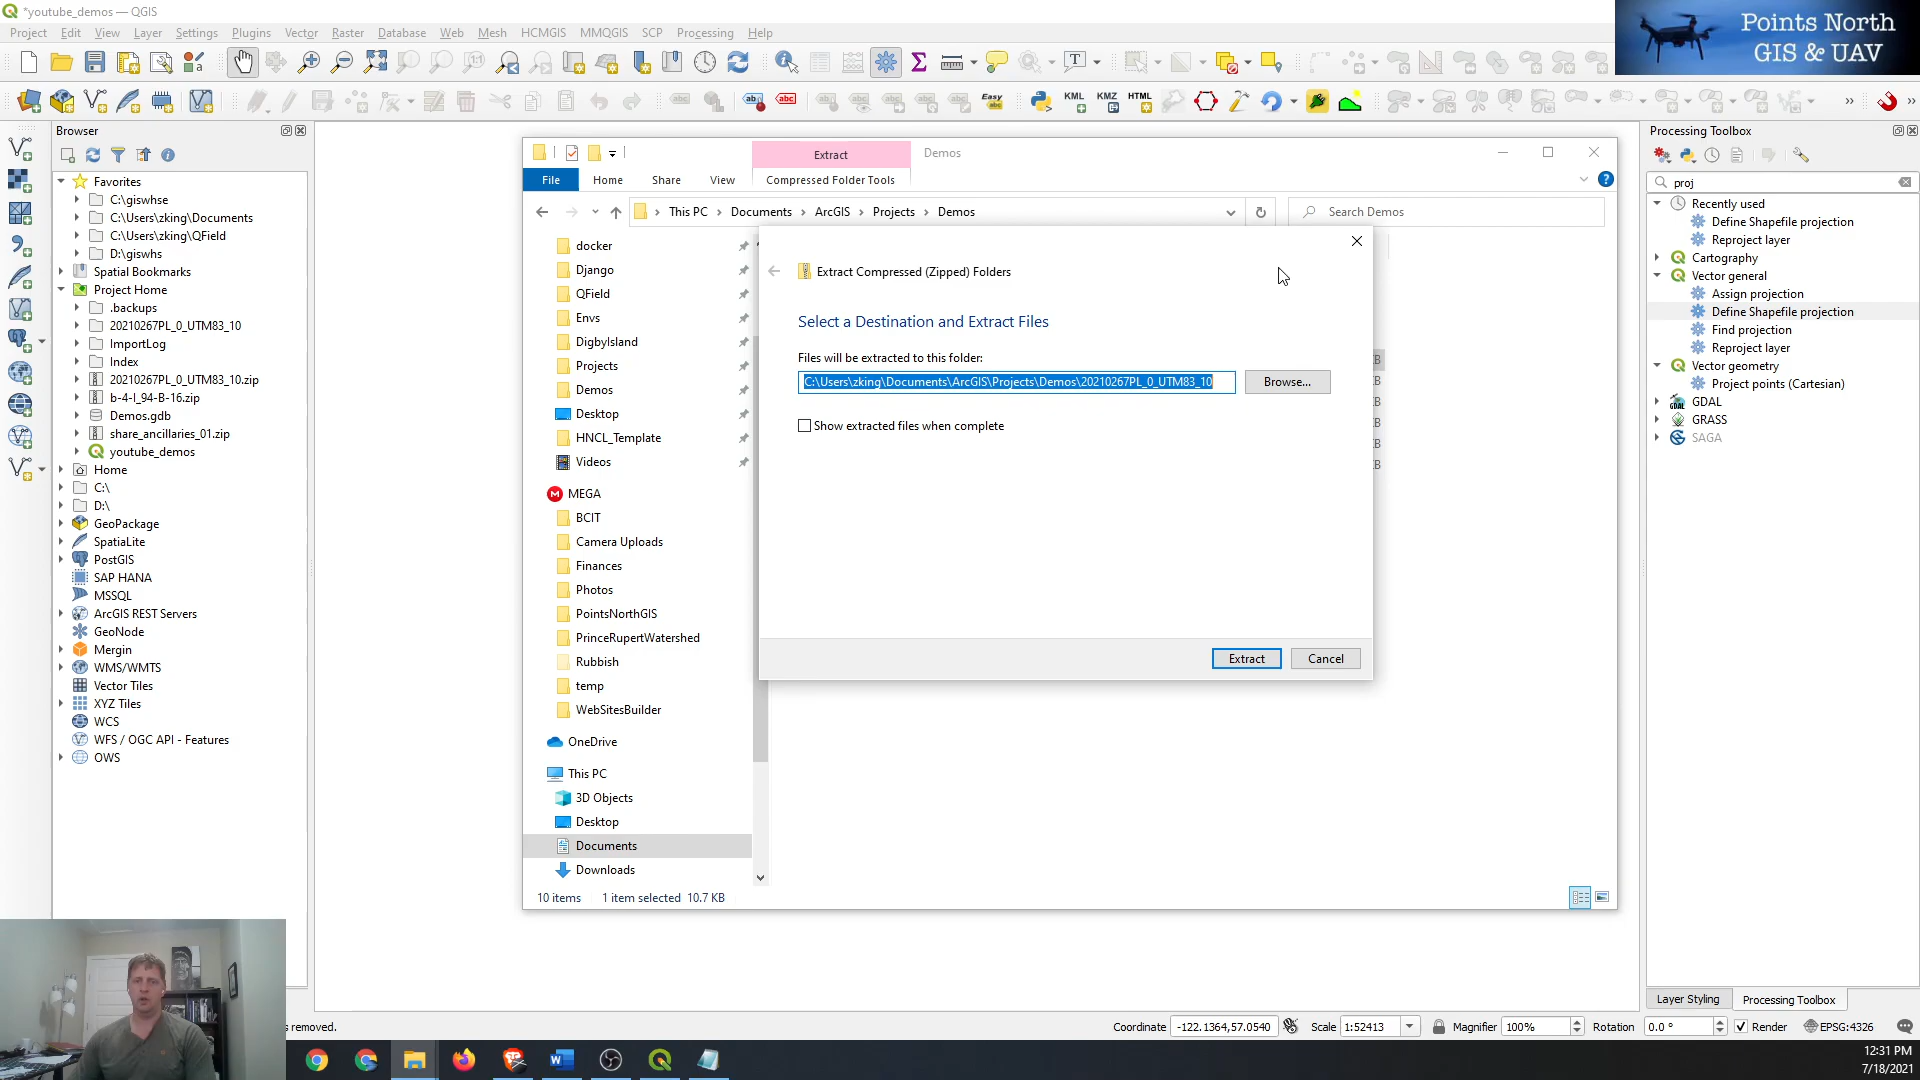 *youtube_demos — QGIS
Project Edit View Layer Settings Plugins Vector Raster Database Web Mesh HCMGIS MMQGIS SCP Processing Help
Points North
GIS & UAV
KML KMZ HTML
Easy
abc
Browser
Favorites
C:\giswhse
C:\Users\zking\Documents
C:\Users\zking\QField
D:\giswhs
Spatial Bookmarks
Project Home
.backups
20210267PL_0_UTM83_10
ImportLog
Index
20210267PL_0_UTM83_10.zip
b-4-I_94-B-16.zip
Demos.gdb
share_ancillaries_01.zip
youtube_demos
Home
C:\
D:\
GeoPackage
SpatiaLite
PostGIS
SAP HANA
MSSQL
ArcGIS REST Servers
GeoNode
Mergin
WMS/WMTS
Vector Tiles
XYZ Tiles
WCS
WFS / OGC API - Features
OWS
Extract
Demos
File Home Share View Compressed Folder Tools
This PC Documents ArcGIS Projects Demos
Search Demos
docker
Django
QField
Envs
DigbyIsland
Projects
Demos
Desktop
HNCL_Template
Videos
MEGA
BCIT
Camera Uploads
Finances
Photos
PointsNorthGIS
PrinceRupertWatershed
Rubbish
temp
WebSitesBuilder
OneDrive
This PC
3D Objects
Desktop
Documents
Downloads
10 items 1 item selected 10.7 KB
Extract Compressed (Zipped) Folders
Select a Destination and Extract Files
Files will be extracted to this folder:
C:\Users\zking\Documents\ArcGIS\Projects\Demos\20210267PL_0_UTM83_10
Browse...
Show extracted files when complete
Extract Cancel
Processing Toolbox
proj
Recently used
Define Shapefile projection
Reproject layer
Cartography
Vector general
Assign projection
Define Shapefile projection
Find projection
Reproject layer
Vector geometry
Project points (Cartesian)
GDAL
GRASS
SAGA
Layer Styling Processing Toolbox
s removed.
Coordinate -122.1364,57.0540 Scale 1:52413 Magnifier 100% Rotation 0.0 ° Render EPSG:4326
12:31 PM
7/18/2021